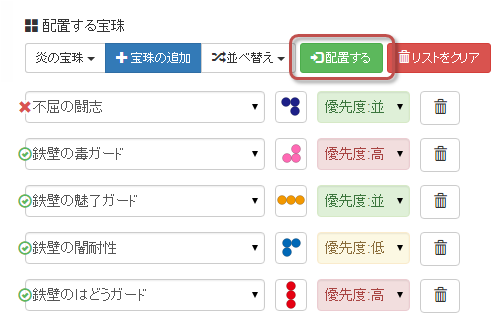 配置する宝珠
炎の宝珠 宝珠の追加 並べ替え 配置する リストをクリア
不屈の闘志 優先度:並
鉄壁の毒ガード 優先度:高
鉄壁の魅了ガード 優先度:並
鉄壁の闇耐性 優先度:低
鉄壁のはどうガード 優先度:高